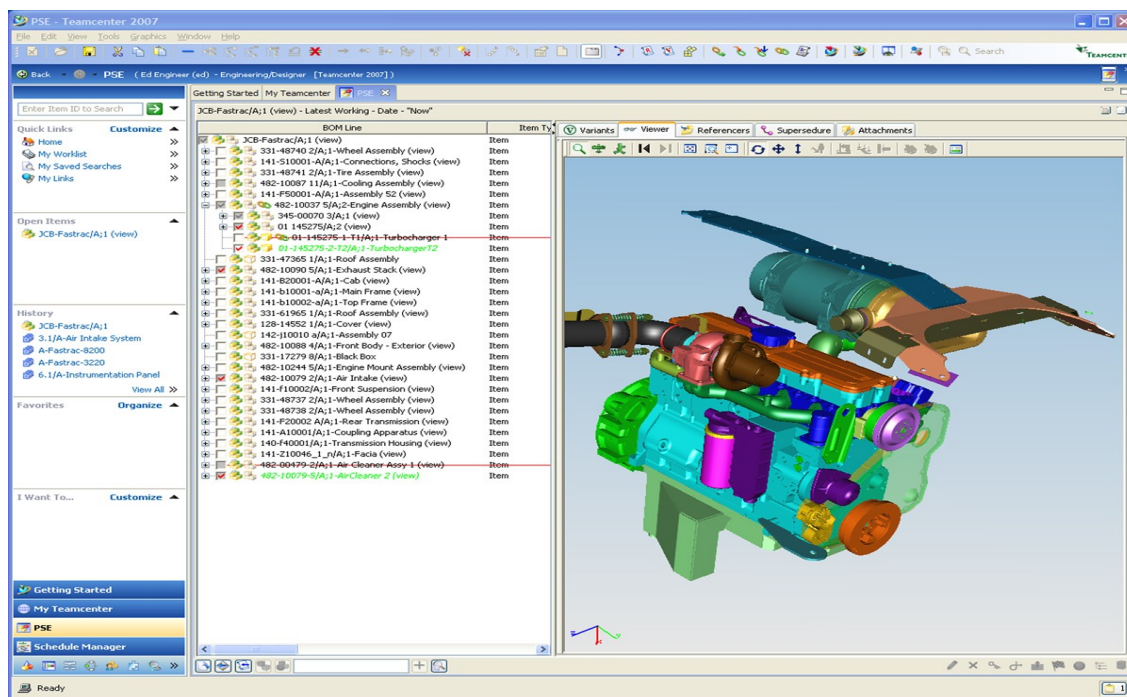 PSE - Teamcenter 2007
File Edit View Tools Graphics Window Help
Search
TEAMCENT
Back PSE ( Ed Engineer (ed) - Engineering/Designer [Teamcenter 2007] )
Enter Item ID to Search
Quick Links Customize
Home
My Worklist
My Saved Searches
My Links
Open Items
JCB-Fastrac/A;1 (view)
History
JCB-Fastrac/A;1
3.1/A-Air Intake System
A-Fastrac-8200
A-Fastrac-3220
6.1/A-Instrumentation Panel
View All
Favorites Organize
I Want To... Customize
Getting Started
My Teamcenter
PSE
Schedule Manager
Getting Started My Teamcenter PSE
JCB-Fastrac/A;1 (view) - Latest Working - Date - "Now"
BOM Line Item Ty
JCB-Fastrac/A;1 (view) Item
331-48740 2/A;1-Wheel Assembly (view) Item
141-S10001-A/A;1-Connections, Shocks (view) Item
331-48741 2/A;1-Tire Assembly (view) Item
482-10087 11/A;1-Cooling Assembly (view) Item
141-F50001-A/A;1-Assembly 52 (view) Item
482-10037 5/A;2-Engine Assembly (view) Item
345-00070 3/A;1 (view) Item
01 145275/A;2 (view) Item
01-145275-1-T1/A;1-Turbocharger 1 Item
01-145275-2-T2/A;1-TurbochargerT2 Item
331-47365 1/A;1-Roof Assembly Item
482-10090 5/A;1-Exhaust Stack (view) Item
141-B20001-A/A;1-Cab (view) Item
141-b10001-a/A;1-Main Frame (view) Item
141-b10002-a/A;1-Top Frame (view) Item
331-61965 1/A;1-Roof Assembly (view) Item
128-14552 1/A;1-Cover (view) Item
142-j10010 a/A;1-Assembly 07 Item
482-10088 4/A;1-Front Body - Exterior (view) Item
331-17279 8/A;1-Black Box Item
482-10244 5/A;1-Engine Mount Assembly (view) Item
482-10079 2/A;1-Air Intake (view) Item
141-f10002/A;1-Front Suspension (view) Item
331-48737 2/A;1-Wheel Assembly (view) Item
331-48738 2/A;1-Wheel Assembly (view) Item
141-F20002 A/A;1-Rear Transmission (view) Item
141-A10001/A;1-Coupling Apparatus (view) Item
140-F40001/A;1-Transmission Housing (view) Item
141-Z10046_1_n/A;1-Facia (view) Item
482-00479 2/A;1-Air Cleaner Assy 1 (view) Item
482-10079-5/A;1-AirCleaner 2 (view) Item
Variants Viewer Referencers Supersedure Attachments
Ready
1